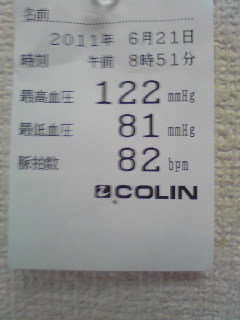 名前
2011年 6月21日
時刻 午前 8時51分
最高血圧 122 mmHg
最低血圧 81 mmHg
脈拍数 82 bpm
COLIN